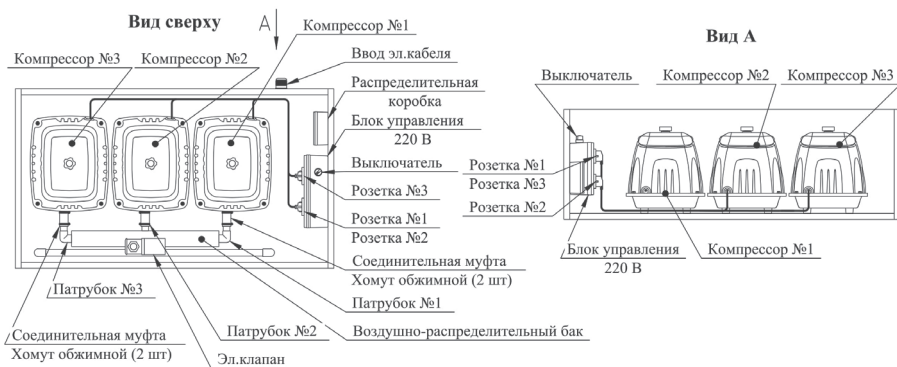 Вид сверху
А
Компрессор №1
Компрессор №3
Компрессор №2
Ввод эл.кабеля
Распределительная
коробка
Блок управления
220 В
Выключатель
Розетка №3
Розетка №1
Розетка №2
Соединительная муфта
Хомут обжимной (2 шт)
Патрубок №3
Патрубок №1
Соединительная муфта
Хомут обжимной (2 шт)
Патрубок №2
Воздушно-распределительный бак
Эл.клапан
Вид А
Выключатель
Компрессор №2
Компрессор №3
Розетка №1
Розетка №3
Розетка №2
Блок управления
220 В
Компрессор №1